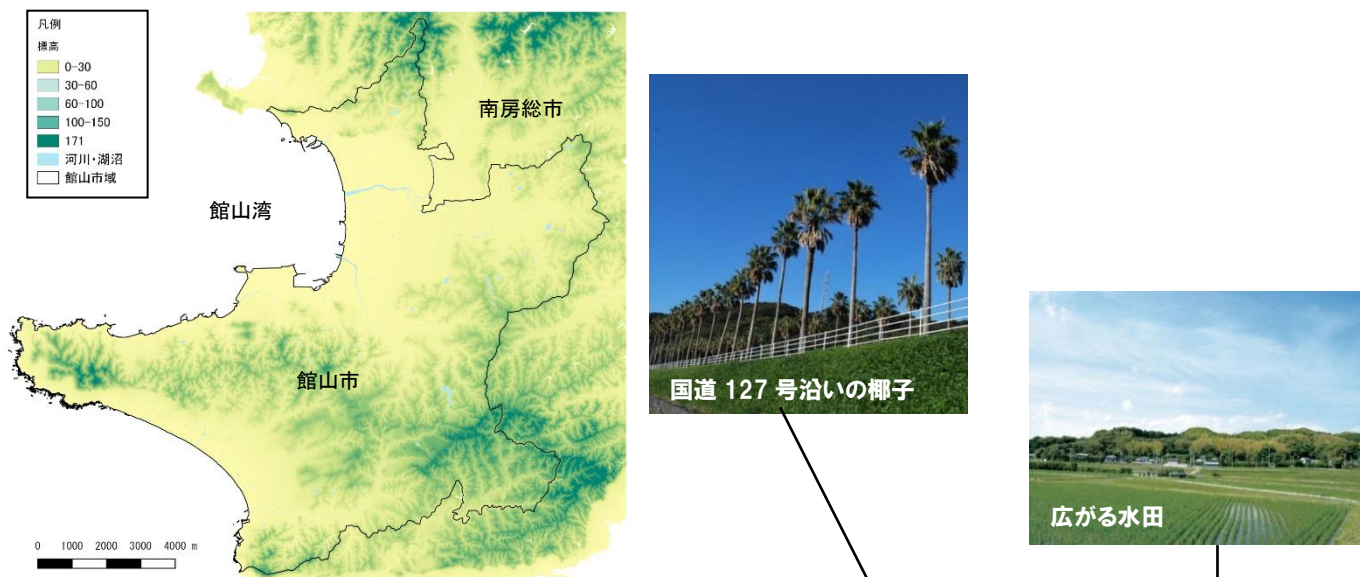 凡例
標高
0-30
30-60
60-100
100-150
171
河川・湖沼
館山市域
南房総市
館山湾
館山市
0 1000 2000 3000 4000 m
国道 127 号沿いの椰子
広がる水田